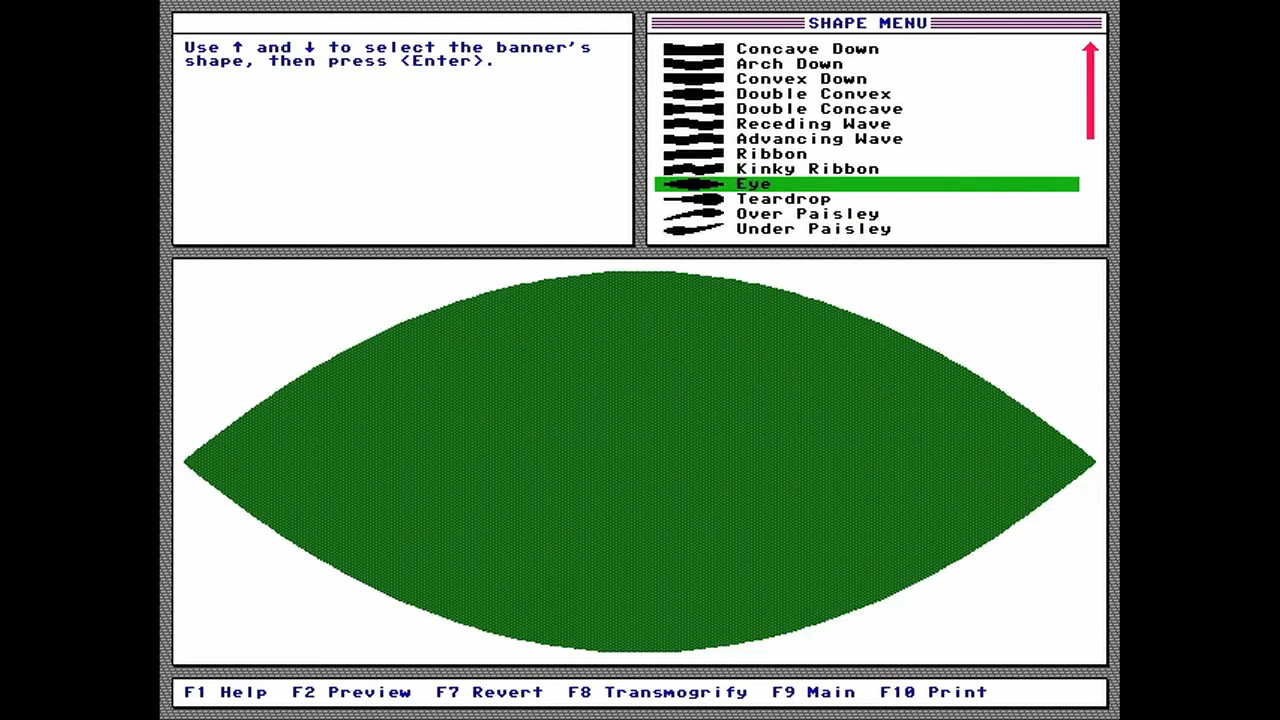 SHAPE MENU
Use ↑ and ↓ to select the banner's
shape, then press <Enter>.
Concave Down
Arch Down
Convex Down
Double Convex
Double Concave
Receding Wave
Advancing Wave
Ribbon
Kinky Ribbon
Eye
Teardrop
Over Paisley
Under Paisley
F1 Help F2 Preview F7 Revert F8 Transmogrify F9 Main F10 Print